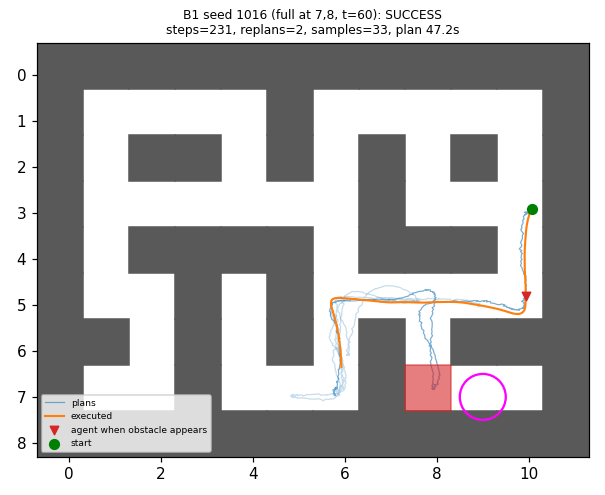 B1 seed 1016 (full at 7,8, t=60): SUCCESS
steps=231, replans=2, samples=33, plan 47.2s
0
1
2
3
4
5
6
7
8
plans
executed
agent when obstacle appears
start
0 2 4 6 8 10